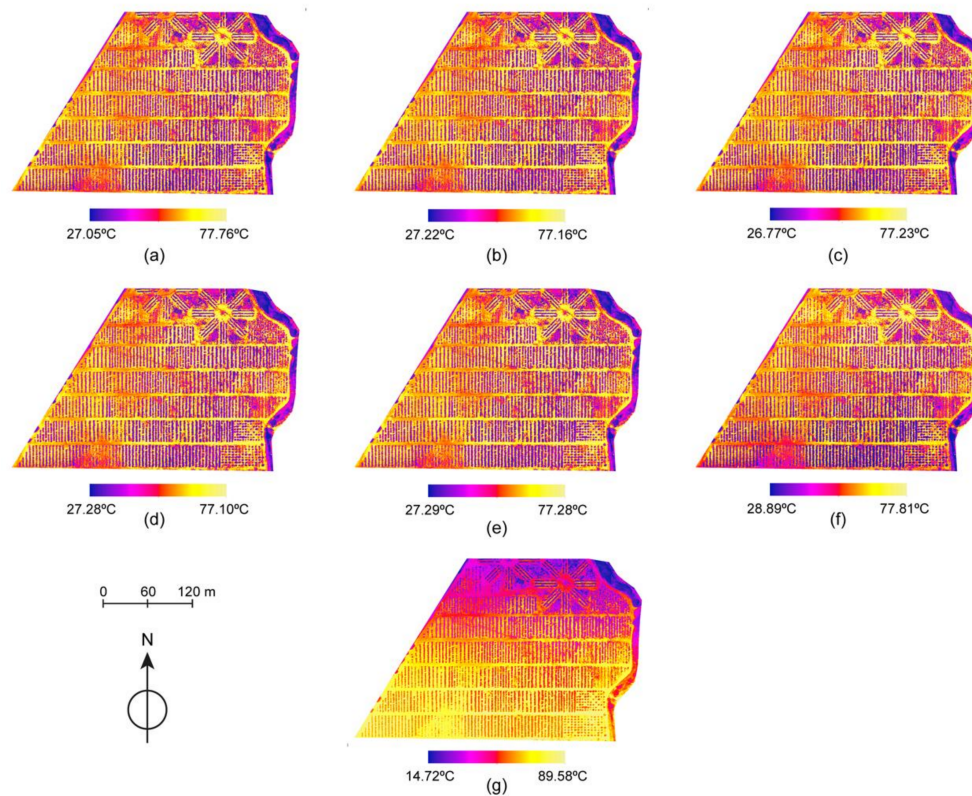 27.05ºC 77.76ºC
(a)
27.22ºC 77.16ºC
(b)
26.77ºC 77.23ºC
(c)
27.28ºC 77.10ºC
(d)
27.29ºC 77.28ºC
(e)
28.89ºC 77.81ºC
(f)
0 60 120 m
N
14.72ºC 89.58ºC
(g)